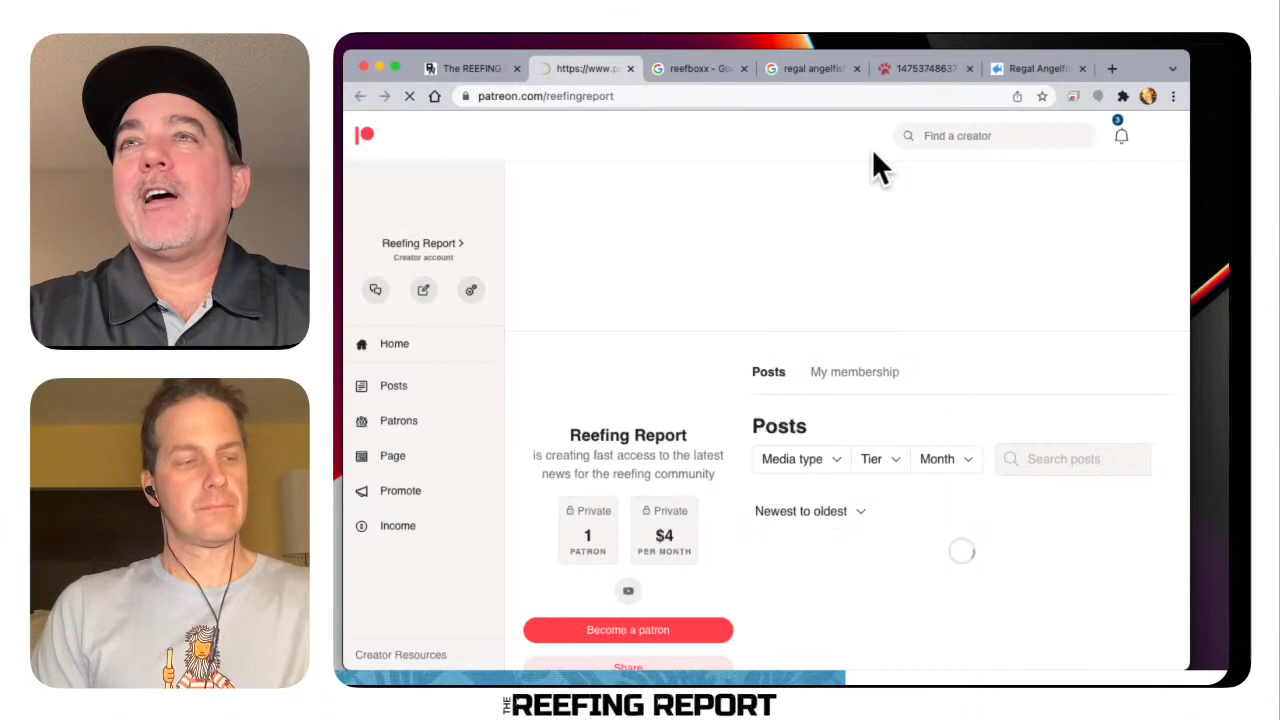 The REEFING
https://www.p
reefboxx - Go
regal angelfis
14753748637
Regal Angelfi
patreon.com/reefingreport
Find a creator
3
Reefing Report
Creator account
Home
Posts
Patrons
Page
Promote
Income
Creator Resources
Reefing Report
is creating fast access to the latest
news for the reefing community
Private
1
PATRON
Private
$4
PER MONTH
Become a patron
Share
Posts
My membership
Posts
Media type
Tier
Month
Search posts
Newest to oldest
THE REEFING REPORT